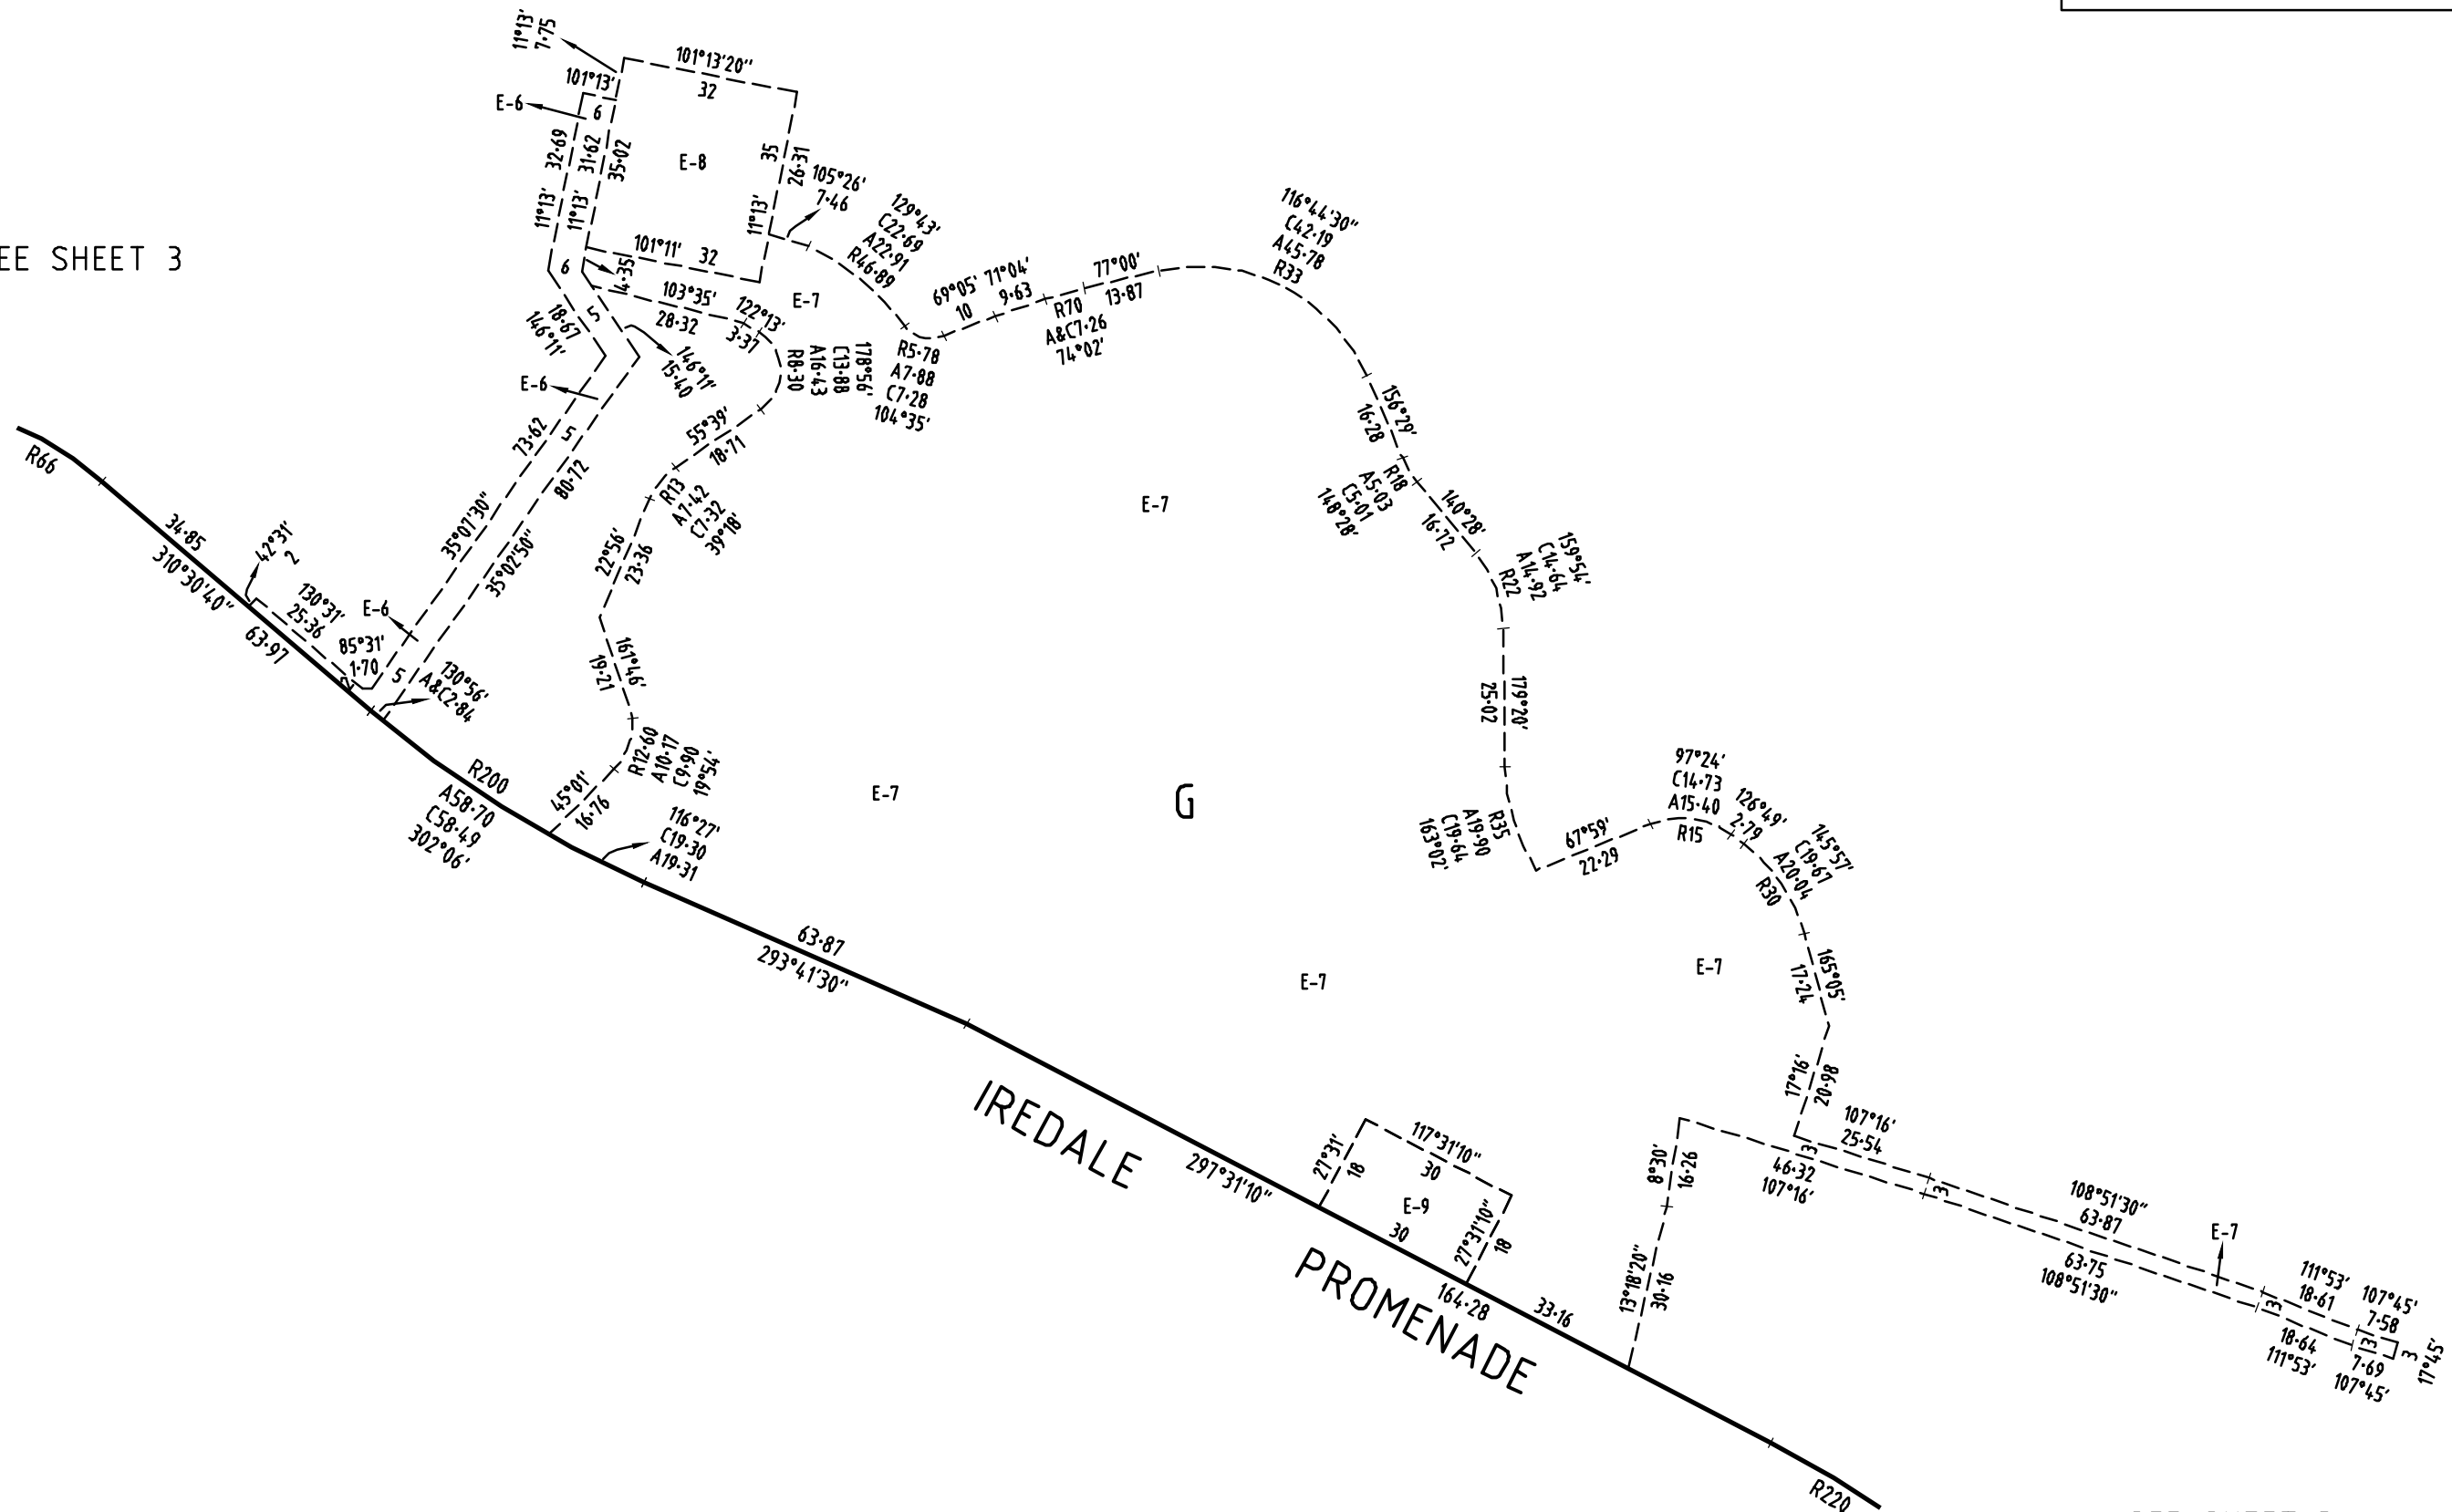 11°13'
7·75
101°13'20"
32
101°13'
E-6
6
32·69
31·62
35·02
11°13'
11°13'
E-8
35
26·31
11°13'
105°26'
7·46
129°43'
C22·69
A22·91
R46·89
116°44'30"
C42·19
A45·78
R33
EE SHEET 3
101°11'
32
6
4·35
103°35'
28·32
122°13'
3·37
E-7
69°05'
10
71°04'
9·63
R70
A&C7·26
74°02'
77°00'
13·87
18·67
146°11'
5
146°11'
15·40
E-6
178°56'
C13·88
A16·43
R8·30
R5·78
A7·88
C7·28
104°35'
156°29'
16·28
R66
73·62
5
80·72
55°39'
18·71
R13
A7·42
C7·32
39°18'
E-7
R18
A5·03
C5·01
148°28'
140°28'
16·72
34·85
310°30'40"
42°31'
2
35°07'30"
35°02'50"
22°56'
23·36
159°54'
C14·64
A14·92
R22
130°31'
25·36
63·97
E-6
85°31'
1·70
5
130°56'
A&C2·84
161°46'
19·21
179°20'
25·02
R12·60
A10·17
C9·90
19°54'
R200
A58·70
C58·49
302°06'
45°01'
16·76
116°27'
C19·30
A19·31
E-7
G
R35
A19·90
C19·64
163°02'
67°59'
22·29
97°24'
C14·73
A15·40
R15
126°49'
2·79
145°57'
C19·67
A20·04
R30
63·87
293°41'30"
E-7
E-7
165°05'
17·24
17°16'
20·98
IREDALE
PROMENADE
297°31'10"
164·28
27°31'
18
117°31'10"
30
E-9
30
27°31'10"
18
33·16
8°30'
16·26
13°18'20"
30·16
107°16'
25·54
3
46·32
107°16'
3
108°51'30"
63·87
63·75
108°51'30"
E-7
111°53'
18·61
3
18·64
111°53'
107°45'
7·58
3
7·69
107°45'
3
17°45'
R220